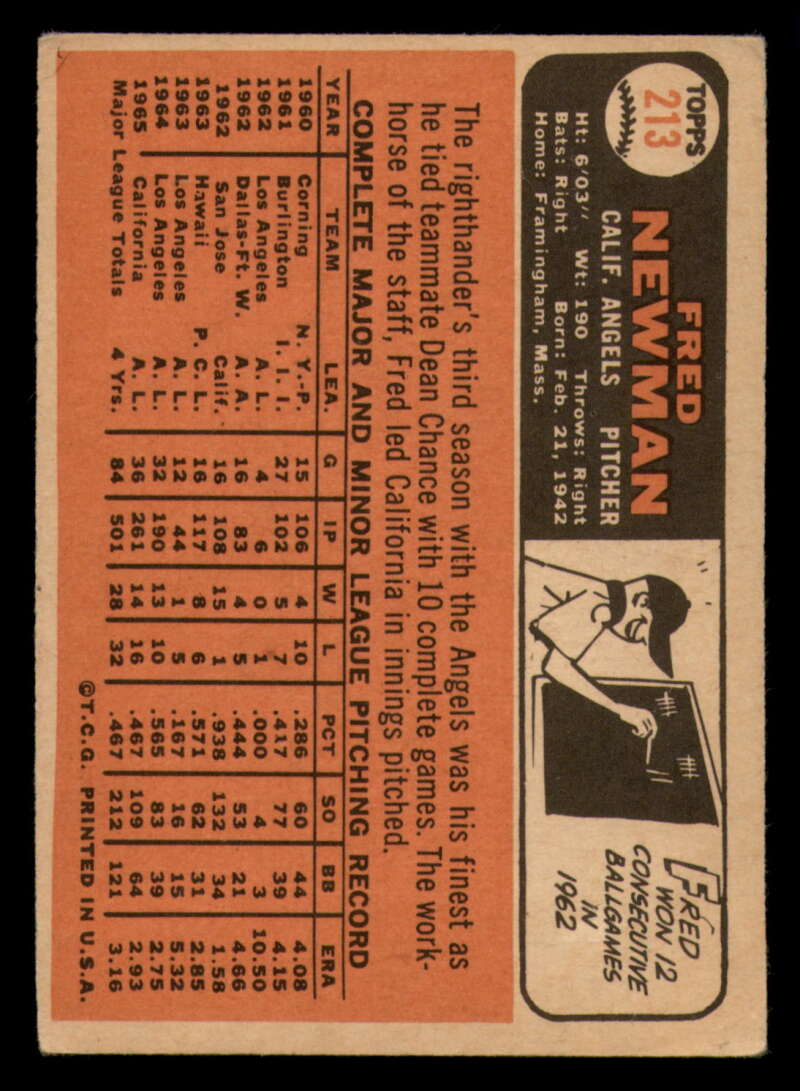 TOPPS
213
FRED
NEWMAN
CALIF. ANGELS PITCHER
Ht: 6'03" Wt: 190 Throws: Right
Bats: Right Born: Feb. 21, 1942
Home: Framingham, Mass.
FRED
WON 12
CONSECUTIVE
BALLGAMES
IN
1962
The righthander's third season with the Angels was his finest as
he tied teammate Dean Chance with 10 complete games. The work-
horse of the staff, Fred led California in innings pitched.
COMPLETE MAJOR AND MINOR LEAGUE PITCHING RECORD
YEAR TEAM LEA. G IP W L PCT SO BB ERA
1960 Corning N. Y.-P. 15 106 4 10 .286 60 44 4.08
1961 Burlington I. I. I. 27 102 5 7 .417 77 39 4.15
1962 Los Angeles A. L. 4 6 0 1 .000 4 3 10.50
1962 Dallas-Ft. W. A. A. 16 83 4 5 .444 53 21 4.66
1962 San Jose Calif. 16 108 15 1 .938 132 34 1.58
1963 Hawaii P. C. L. 16 117 8 6 .571 62 31 2.85
1963 Los Angeles A. L. 12 44 1 5 .167 16 15 5.32
1964 Los Angeles A. L. 32 190 13 10 .565 83 39 2.75
1965 California A. L. 36 261 14 16 .467 109 64 2.93
Major League Totals 4 Yrs. 84 501 28 32 .467 212 121 3.16
©T.C.G. PRINTED IN U.S.A.